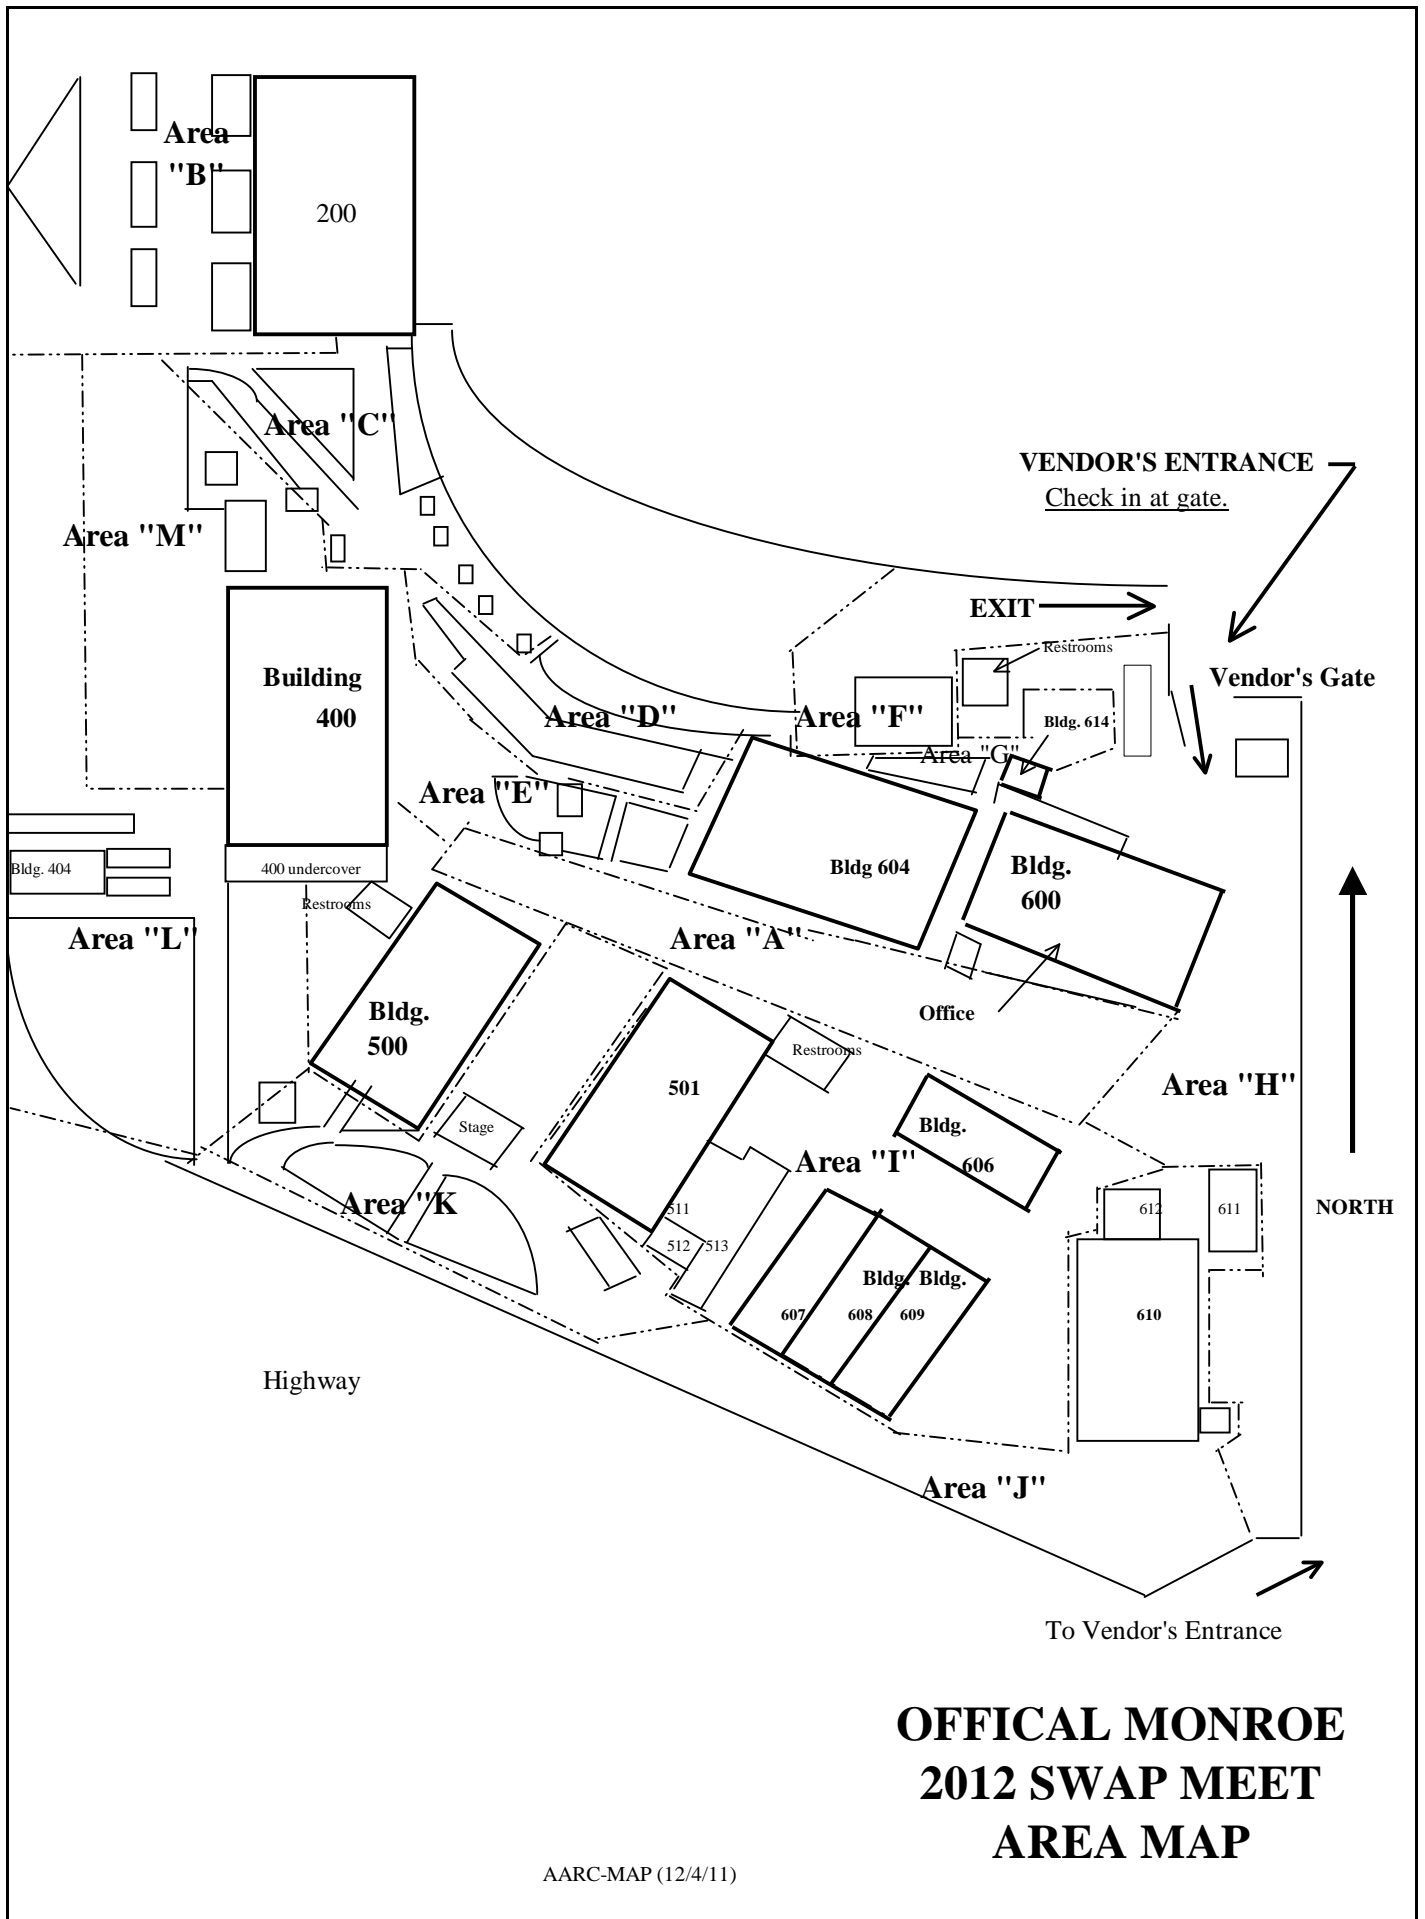 Area
"B"
200
Area "C"
VENDOR'S ENTRANCE
Check in at gate.
Area "M"
EXIT
Restrooms
Building
400
Vendor's Gate
Area "D"
Area "F"
Bldg. 614
Area "G"
Area "E"
Bldg. 404
400 undercover
Bldg 604
Bldg.
600
Restrooms
Area "L"
Area "A"
Bldg.
500
Office
Restrooms
501
Area "H"
Stage
Bldg.
606
Area "I"
Area "K
511
512 513
612
611
NORTH
Bldg. Bldg.
607
608
609
610
Highway
Area "J"
To Vendor's Entrance
OFFICAL MONROE
2012 SWAP MEET
AREA MAP
AARC-MAP (12/4/11)